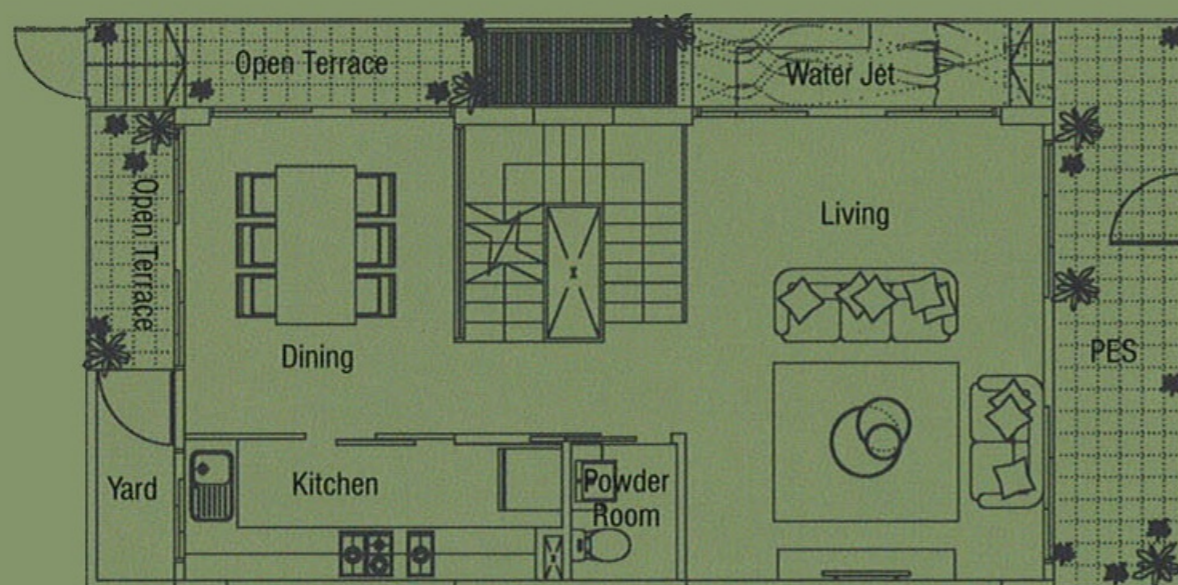 Open Terrace
Water Jet
Open Terrace
Living
Dining
PES
Yard
Kitchen
Powder
Room